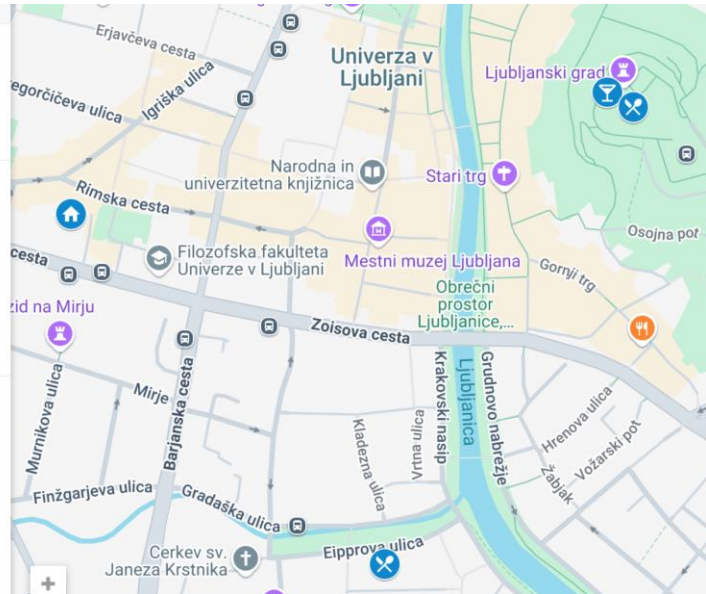 Erjavčeva cesta
Igriška ulica
Univerza v
Ljubljani
Ljubljanski grad
egorčičeva ulica
Narodna in
univerzitetna knjižnica
Stari trg
Rimska cesta
Osojna pot
Filozofska fakulteta
Univerze v Ljubljani
Mestni muzej Ljubljana
Gornji trg
cesta
Obrečni
prostor
Ljubljanice,...
zid na Mirju
Zoisova cesta
Murnikova ulica
Mirje
Barjanska cesta
Kladezna ulica
Vrtna ulica
Krakovski nasip
Ljubljanica
Grudnovo nabrežje
Hrenova ulica
Vožarski pot
Žabjak
Finžgarjeva ulica
Gradaška ulica
Cerkev sv.
Janeza Krstnika
Eipprova ulica
+